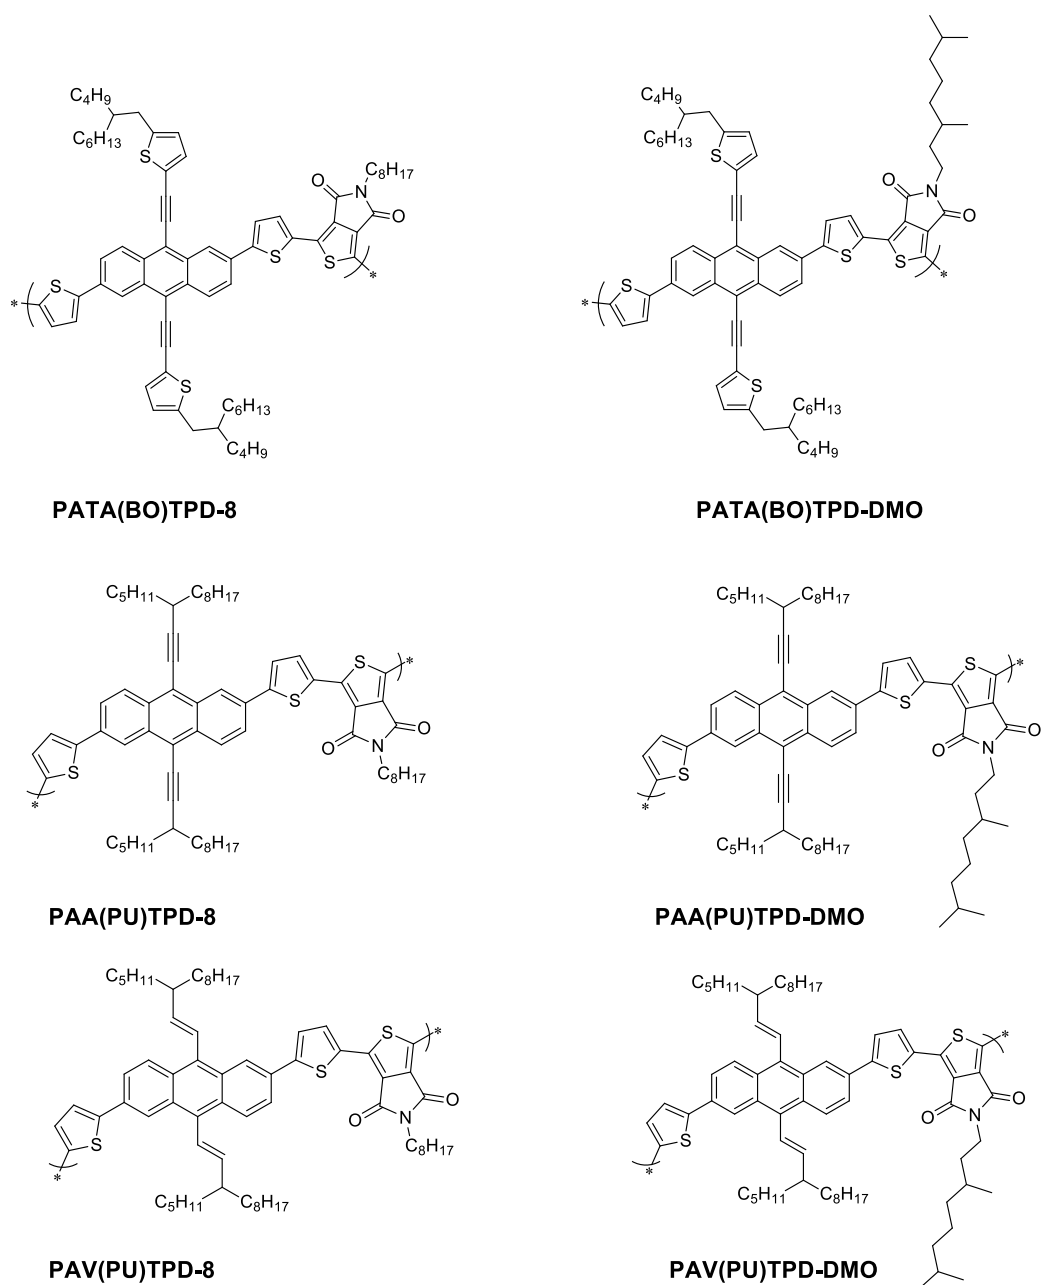 C₄H₉
C₆H₁₃
S
O
N
C₈H₁₇
O
S
S
*
S
*
S
C₆H₁₃
C₄H₉
PATA(BO)TPD-8
C₄H₉
C₆H₁₃
S
O
N
O
S
S
*
S
*
S
C₆H₁₃
C₄H₉
PATA(BO)TPD-DMO
C₅H₁₁ C₈H₁₇
S
*
S
O
N
O
C₈H₁₇
S
*
C₅H₁₁ C₈H₁₇
PAA(PU)TPD-8
C₅H₁₁ C₈H₁₇
S
*
S
O
N
O
S
*
C₅H₁₁ C₈H₁₇
PAA(PU)TPD-DMO
C₅H₁₁ C₈H₁₇
S
*
S
O
N
O
C₈H₁₇
S
*
C₅H₁₁ C₈H₁₇
PAV(PU)TPD-8
C₅H₁₁ C₈H₁₇
S
*
S
O
N
O
S
*
C₅H₁₁ C₈H₁₇
PAV(PU)TPD-DMO